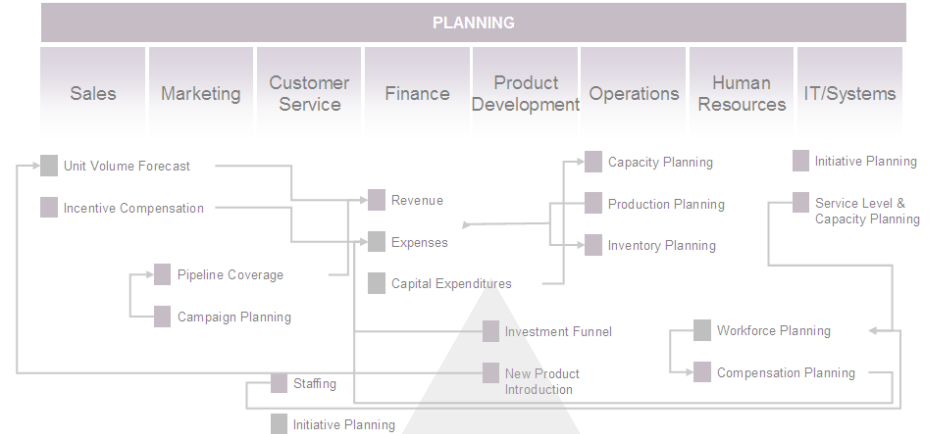 PLANNING
Sales
Marketing
Customer
Service
Finance
Product
Development
Operations
Human
Resources
IT/Systems
Unit Volume Forecast
Incentive Compensation
Pipeline Coverage
Campaign Planning
Staffing
Initiative Planning
Revenue
Expenses
Capital Expenditures
Investment Funnel
New Product
Introduction
Capacity Planning
Production Planning
Inventory Planning
Workforce Planning
Compensation Planning
Initiative Planning
Service Level &
Capacity Planning